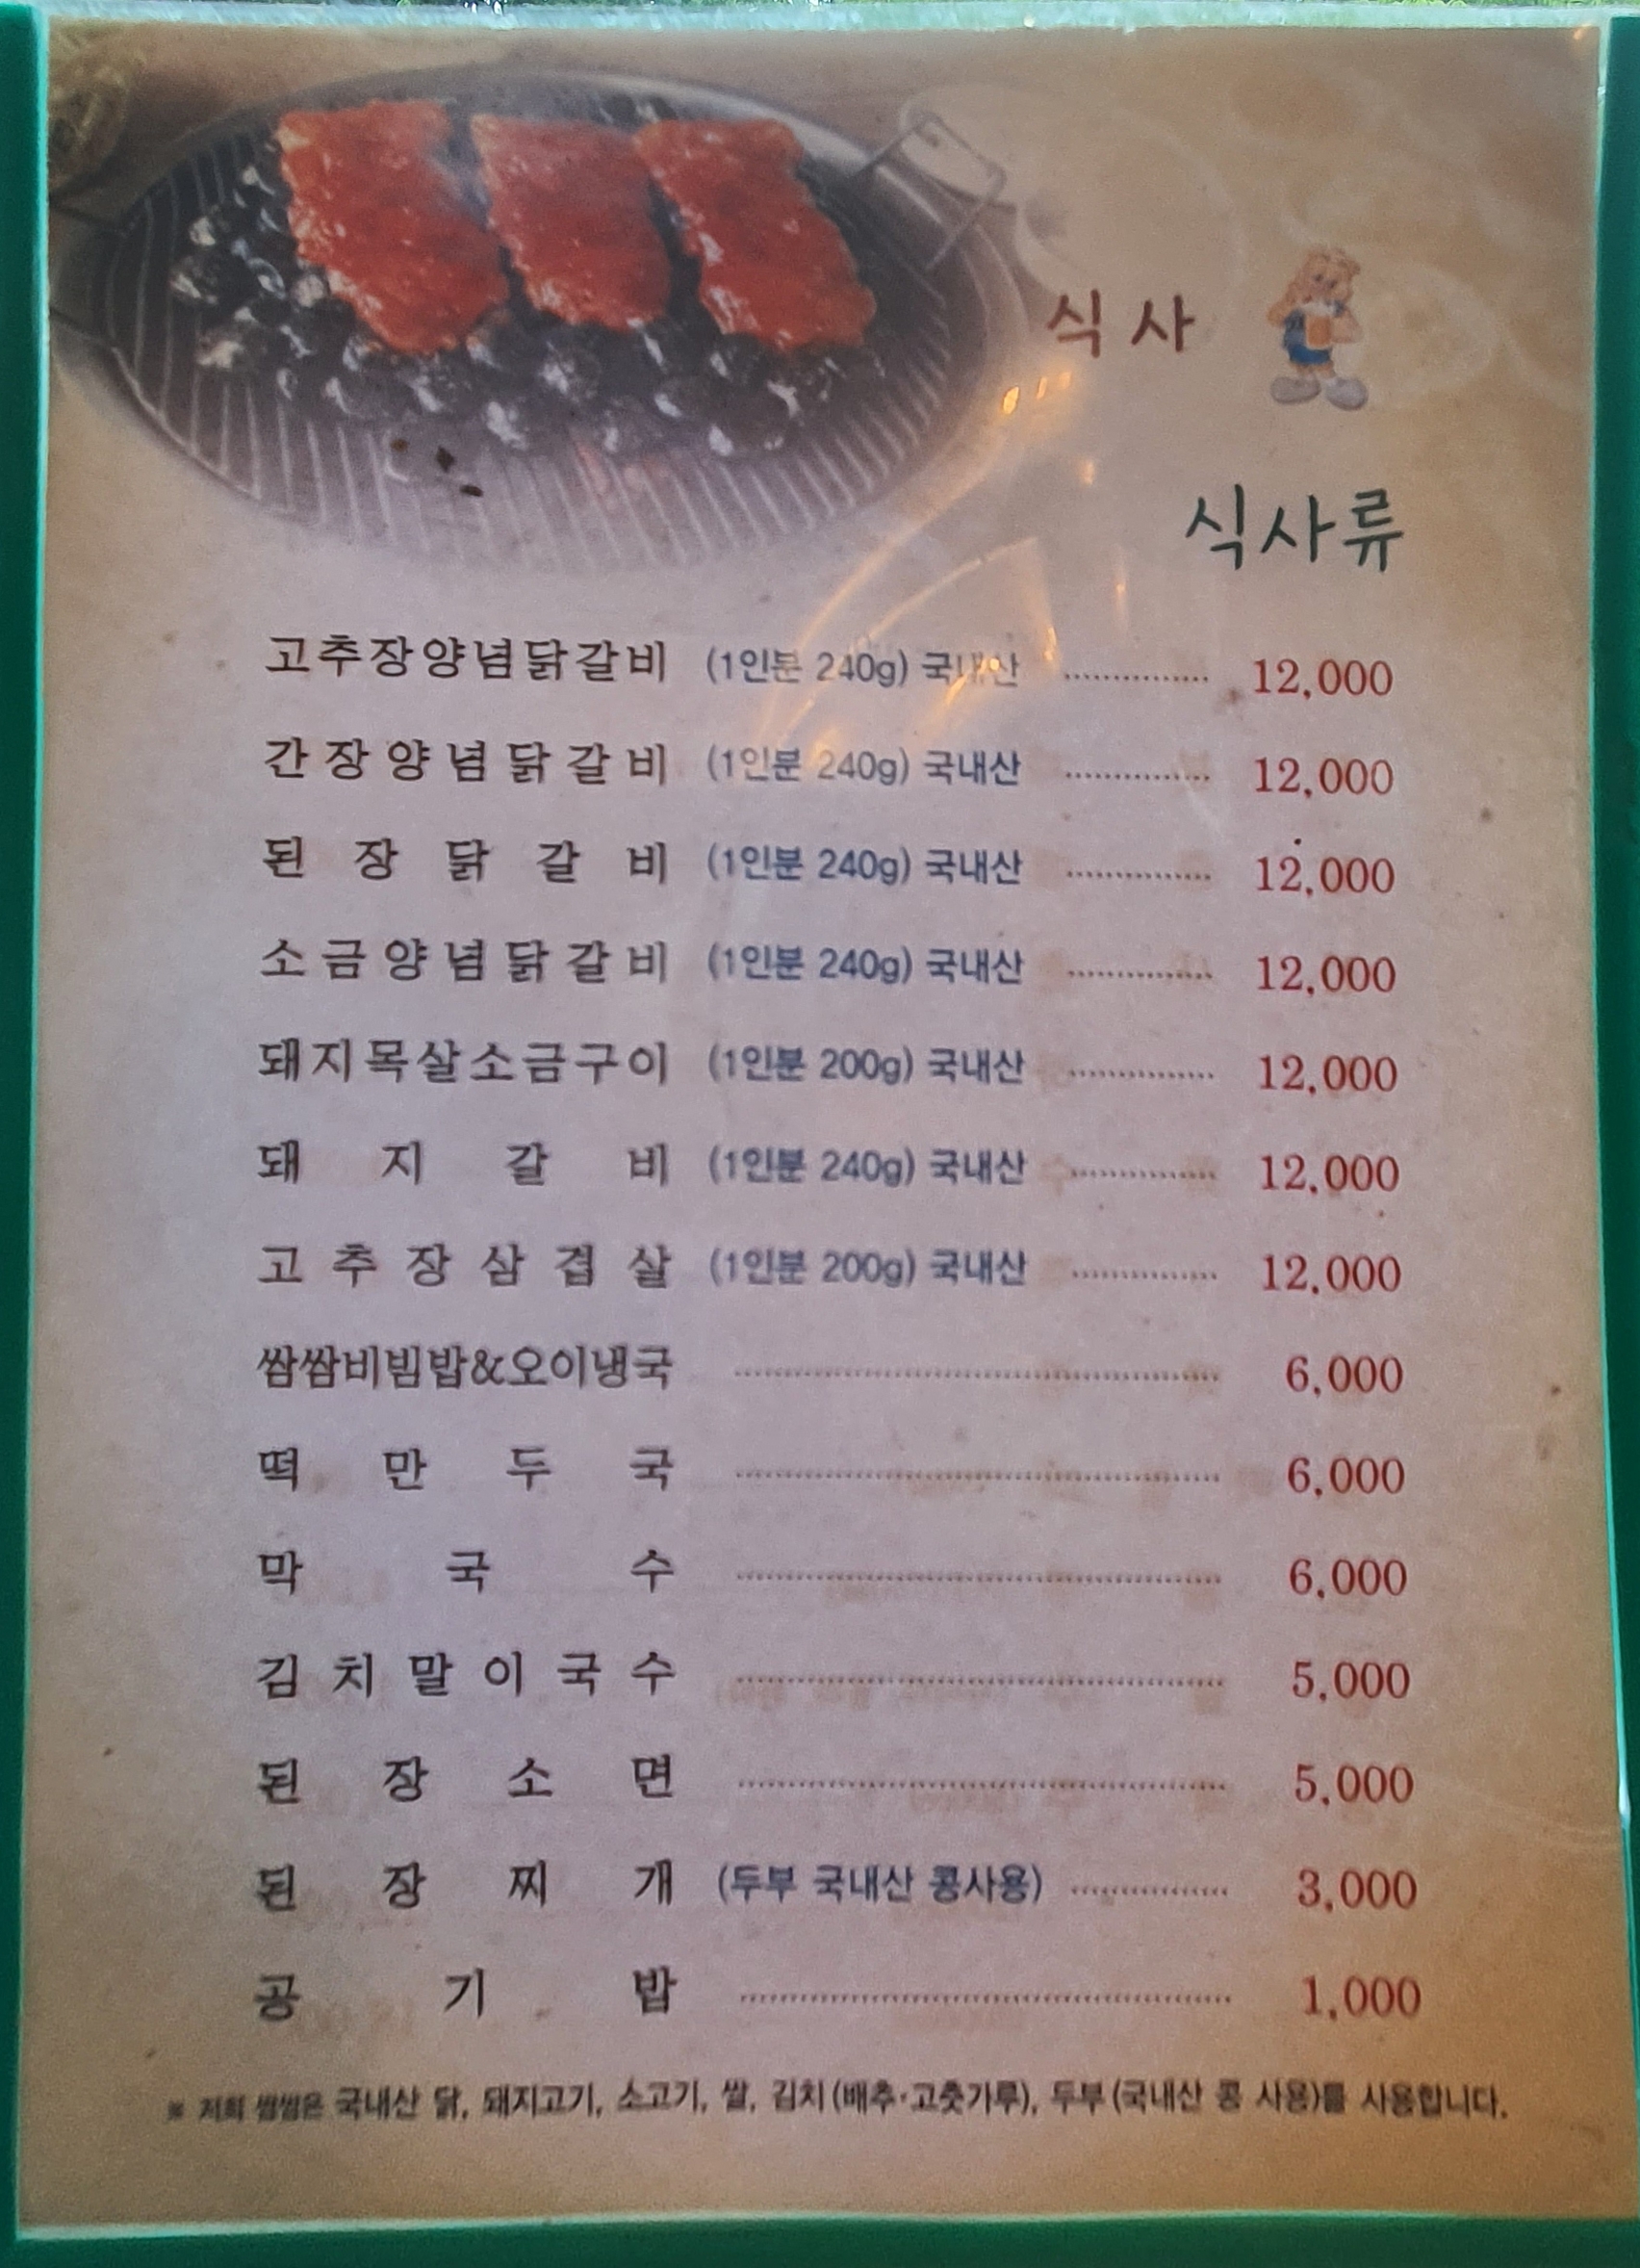 식사
식사류
고추장양념닭갈비 (1인분 240g) 국내산 ............... 12,000
간장양념닭갈비 (1인분 240g) 국내산 ............... 12,000
된장닭갈비 (1인분 240g) 국내산 ............... 12,000
소금양념닭갈비 (1인분 240g) 국내산 ............... 12,000
돼지목살소금구이 (1인분 200g) 국내산 ............... 12,000
돼지갈비 (1인분 240g) 국내산 ............... 12,000
고추장삼겹살 (1인분 200g) 국내산 ............... 12,000
쌈쌈비빔밥&오이냉국 ............... 6,000
떡만두국 ............... 6,000
막국수 ............... 6,000
김치말이국수 ............... 5,000
된장소면 ............... 5,000
된장찌개 (두부 국내산 콩사용) ............... 3,000
공기밥 ............... 1,000
※ 저희 쌈쌈은 국내산 닭, 돼지고기, 소고기, 쌀, 김치(배추·고춧가루), 두부(국내산 콩 사용)를 사용합니다.